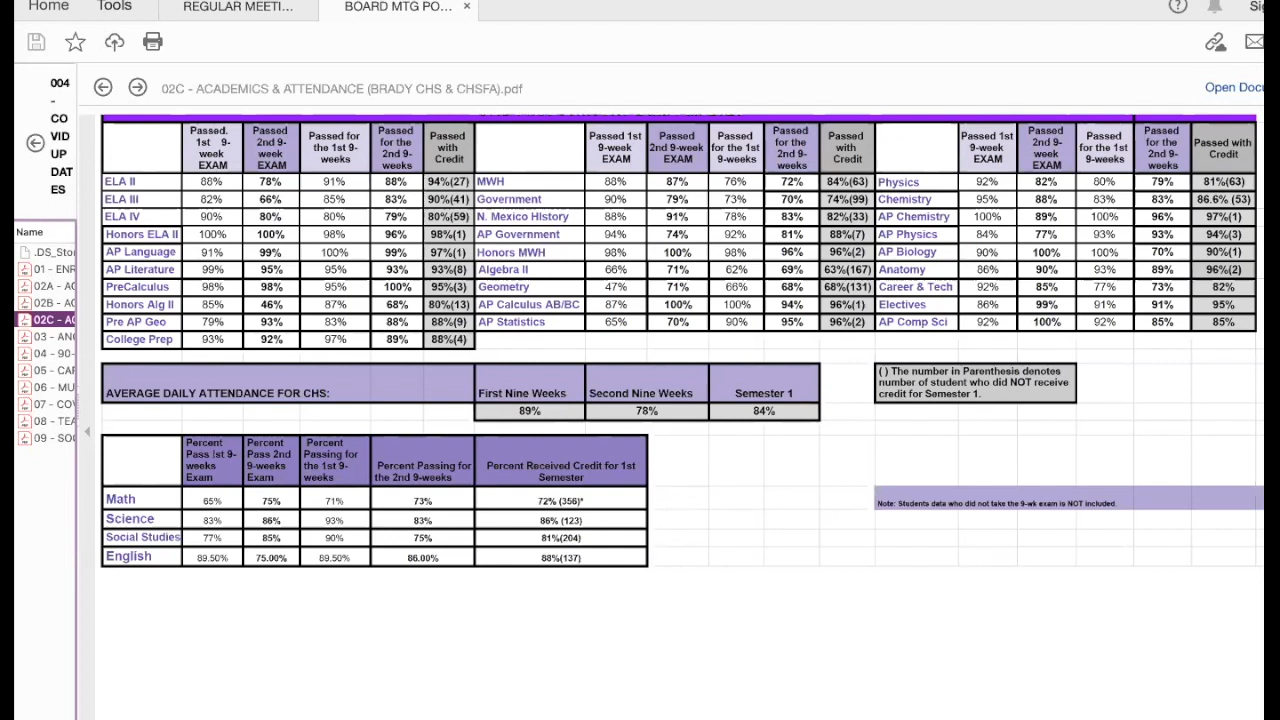 Home Tools REGULAR MEETI... BOARD MTG PO... ×
004
-
CO
VID
UP
DAT
ES
02C - ACADEMICS & ATTENDANCE (BRADY CHS & CHSFA).pdf
Open Docu
Name
.DS_Stor
01 - ENR
02A - AC
02B - AC
02C - AC
04 - 90-
05 - CAF
06 - MU
07 - COV
08 - TEA
09 - SOC
Passed. 1st 9-week EXAM Passed 2nd 9-week EXAM Passed for the 1st 9-weeks Passed for the 2nd 9-weeks Passed with Credit Passed 1st 9-week EXAM Passed 2nd 9-week EXAM Passed for the 1st 9-weeks Passed for the 2nd 9-weeks Passed with Credit Passed 1st 9-week EXAM Passed 2nd 9-week EXAM Passed for the 1st 9-weeks Passed for the 2nd 9-weeks Passed with Credit
ELA II 88% 78% 91% 88% 94%(27) MWH 88% 87% 76% 72% 84%(63) Physics 92% 82% 80% 79% 81%(63)
ELA III 82% 66% 85% 83% 90%(41) Government 90% 79% 73% 70% 74%(99) Chemistry 95% 88% 83% 83% 86.6% (53)
ELA IV 90% 80% 80% 79% 80%(59) N. Mexico HIstory 88% 91% 78% 83% 82%(33) AP Chemistry 100% 89% 100% 96% 97%(1)
Honors ELA II 100% 100% 98% 96% 98%(1) AP Government 94% 74% 92% 81% 88%(7) AP Physics 84% 77% 93% 93% 94%(3)
AP Language 91% 99% 100% 99% 97%(1) Honors MWH 98% 100% 98% 96% 96%(2) AP Biology 90% 100% 100% 70% 90%(1)
AP Literature 99% 95% 95% 93% 93%(8) Algebra II 66% 71% 62% 69% 63%(167) Anatomy 86% 90% 93% 89% 96%(2)
PreCalculus 98% 98% 95% 100% 95%(3) Geometry 47% 71% 66% 68% 68%(131) Career & Tech 92% 85% 77% 73% 82%
Honors Alg II 85% 46% 87% 68% 80%(13) AP Calculus AB/BC 87% 100% 100% 94% 96%(1) Electives 86% 99% 91% 91% 95%
Pre AP Geo 79% 93% 83% 88% 88%(9) AP Statistics 65% 70% 90% 95% 96%(2) AP Comp Sci 92% 100% 92% 85% 85%
College Prep 93% 92% 97% 89% 88%(4)
AVERAGE DAILY ATTENDANCE FOR CHS: First Nine Weeks Second Nine Weeks Semester 1
89% 78% 84%
( ) The number in Parenthesis denotes
number of student who did NOT receive
credit for Semester 1.
Percent Pass Ist 9-weeks Exam Percent Pass 2nd 9-weeks Exam Percent Passing for the 1st 9-weeks Percent Passing for the 2nd 9-weeks Percent Received Credit for 1st Semester
Math 65% 75% 71% 73% 72% (356)*
Science 83% 86% 93% 83% 86% (123)
Social Studies 77% 85% 90% 75% 81%(204)
English 89.50% 75.00% 89.50% 86.00% 88%(137)
Note: Students data who did not take the 9-wk exam is NOT included.